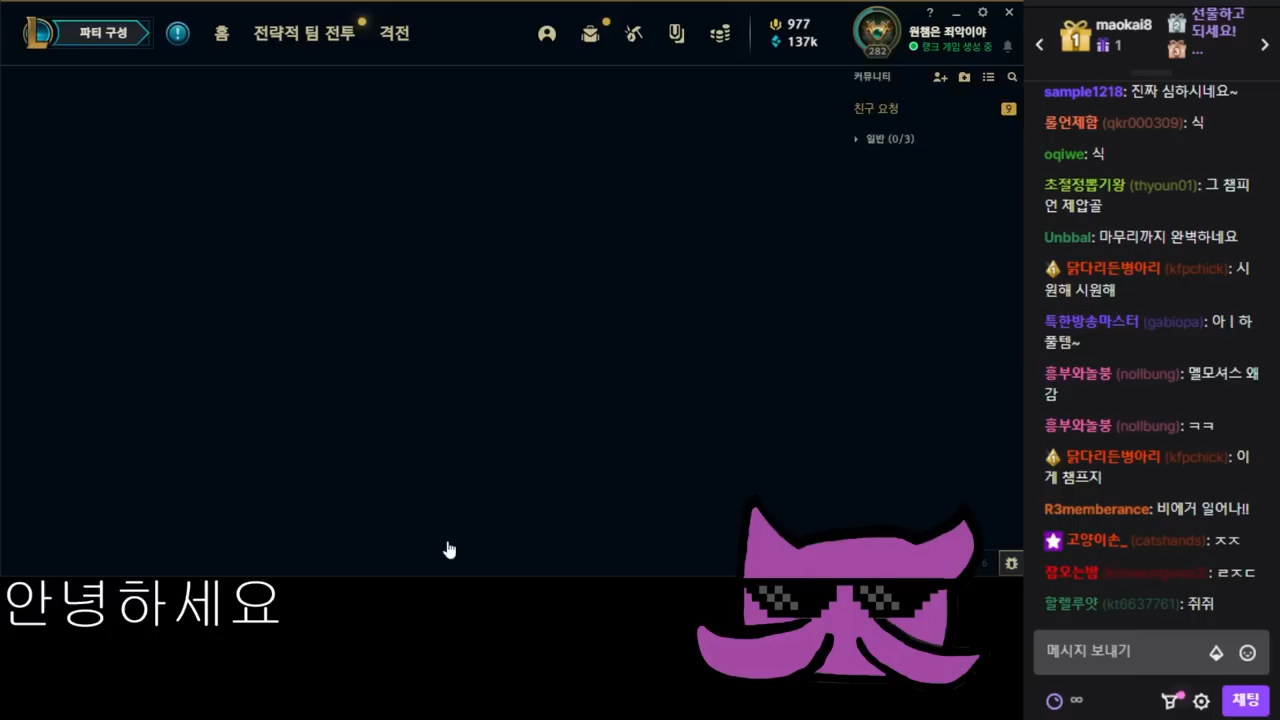 파티 구성
홈
전략적 팀 전투
격전
977
137k
282
원챔은 죄악이야
랭크 게임 생성 중
커뮤니티
친구 요청
9
일반 (0/3)
6
안녕하세요
1
maokai8
1
2
선물하고
되세요!
3
...
sample1218: 진짜 심하시네요~
롤언제함 (qkr000309): 식
oqiwe: 식
초절정뽑기왕 (thyoun01): 그 챔피
언 제압골
Unbbal: 마무리까지 완벽하네요
닭다리든병아리 (kfpchick): 시
원해 시원해
특한방송마스터 (gabiopa): 아ㅣ하
풀템~
흥부와놀붕 (nollbung): 멜모셔스 왜
감
흥부와놀붕 (nollbung): ㅋㅋ
닭다리든병아리 (kfpchick): 이
게 챔프지
R3memberance: 비에거 일어나!!
고양이손_ (catshands): ㅈㅈ
잠오는밤: ㄹㅈㄷ
할렐루얏 (kt6637761): 쥐쥐
메시지 보내기
채팅